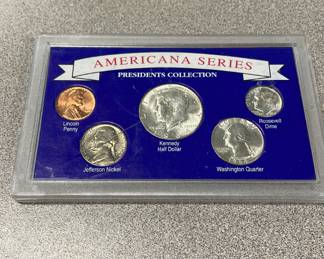 AMERICANA SERIES
PRESIDENTS COLLECTION
Lincoln
Penny
Kennedy
Half Dollar
Roosevelt
Dime
Jefferson Nickel
Washington Quarter